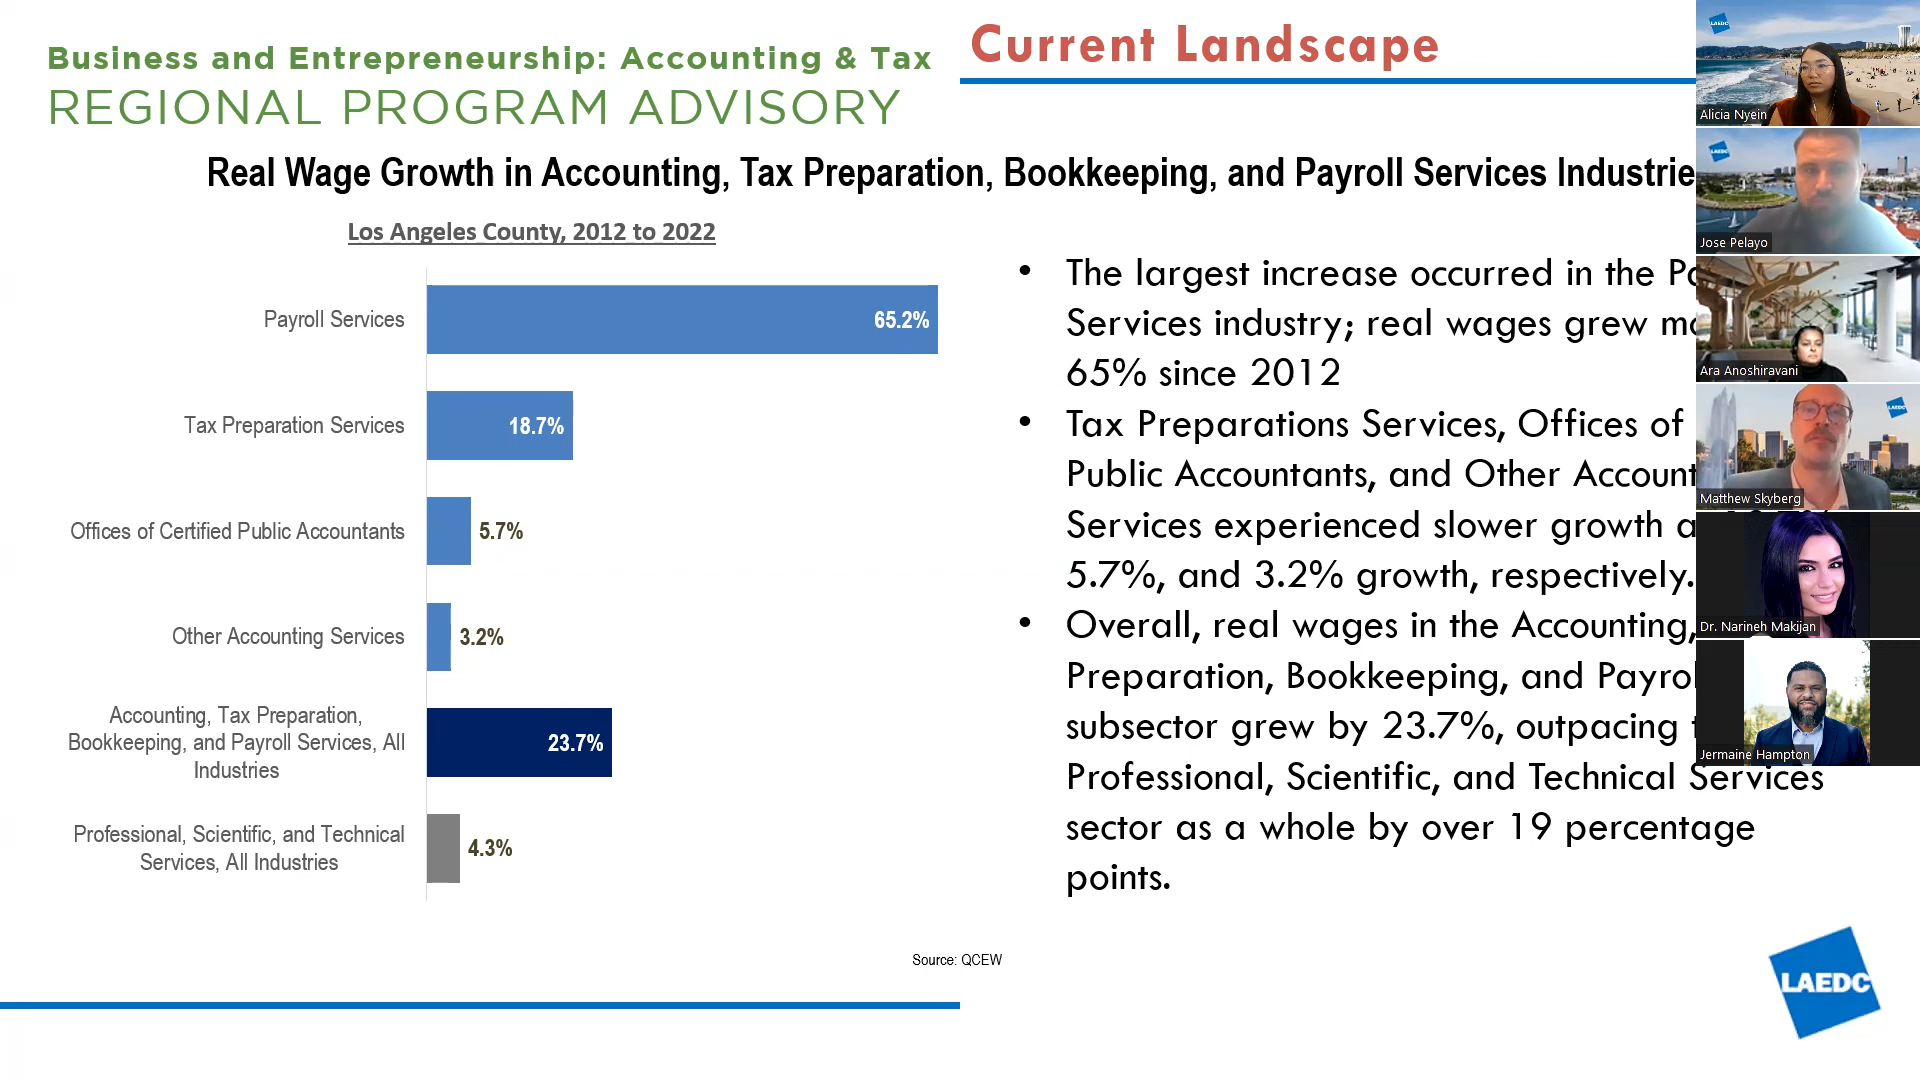 Business and Entrepreneurship: Accounting & Tax
REGIONAL PROGRAM ADVISORY
Current Landscape
Real Wage Growth in Accounting, Tax Preparation, Bookkeeping, and Payroll Services Industrie
Los Angeles County, 2012 to 2022
Payroll Services
65.2%
Tax Preparation Services
18.7%
Offices of Certified Public Accountants
5.7%
Other Accounting Services
3.2%
Accounting, Tax Preparation,
Bookkeeping, and Payroll Services, All
Industries
23.7%
Professional, Scientific, and Technical
Services, All Industries
4.3%
• The largest increase occurred in the
Services industry; real wages grew
65% since 2012
• Tax Preparations Services, Offices of
Public Accountants, and Other Account
Services experienced slower growth
5.7%, and 3.2% growth, respectively.
• Overall, real wages in the Accounting,
Preparation, Bookkeeping, and Payrol
subsector grew by 23.7%, outpacing
Professional, Scientific, and Technical Services
sector as a whole by over 19 percentage
points.
Source: QCEW
LAEDC
Alicia Nyein
Jose Pelayo
Ara Anoshiravani
LAEDC
Matthew Skyberg
Dr. Narineh Makijan
Jermaine Hampton